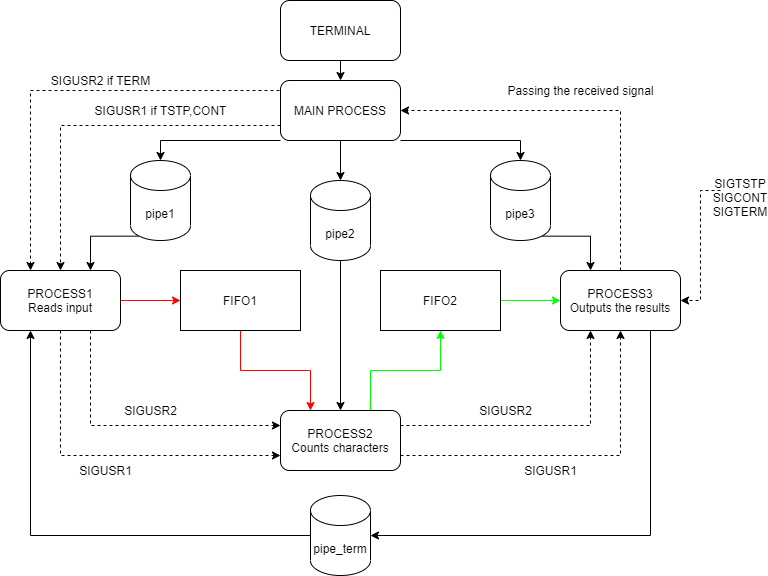 TERMINAL
SIGUSR2 if TERM
Passing the received signal
SIGUSR1 if TSTP,CONT
MAIN PROCESS
SIGTSTP
SIGCONT
SIGTERM
pipe1
pipe2
pipe3
PROCESS1
Reads input
FIFO1
FIFO2
PROCESS3
Outputs the results
SIGUSR2
SIGUSR2
PROCESS2
Counts characters
SIGUSR1
SIGUSR1
pipe_term